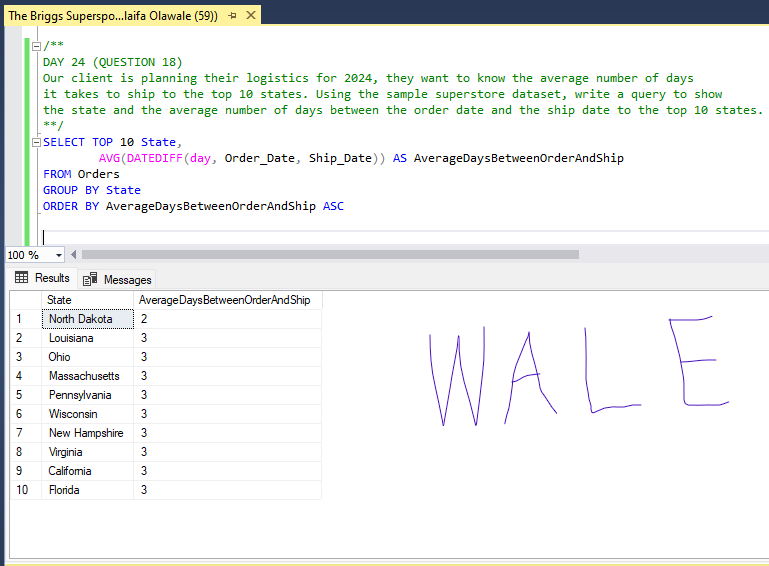 The Briggs Superspo...laifa Olawale (59))
/**
DAY 24 (QUESTION 18)
Our client is planning their logistics for 2024, they want to know the average number of days
it takes to ship to the top 10 states. Using the sample superstore dataset, write a query to show
the state and the average number of days between the order date and the ship date to the top 10 states.
**/
SELECT TOP 10 State,
AVG(DATEDIFF(day, Order_Date, Ship_Date)) AS AverageDaysBetweenOrderAndShip
FROM Orders
GROUP BY State
ORDER BY AverageDaysBetweenOrderAndShip ASC
100 %
Results Messages
State AverageDaysBetweenOrderAndShip
1 North Dakota 2
2 Louisiana 3
3 Ohio 3
4 Massachusetts 3
5 Pennsylvania 3
6 Wisconsin 3
7 New Hampshire 3
8 Virginia 3
9 California 3
10 Florida 3
WALE